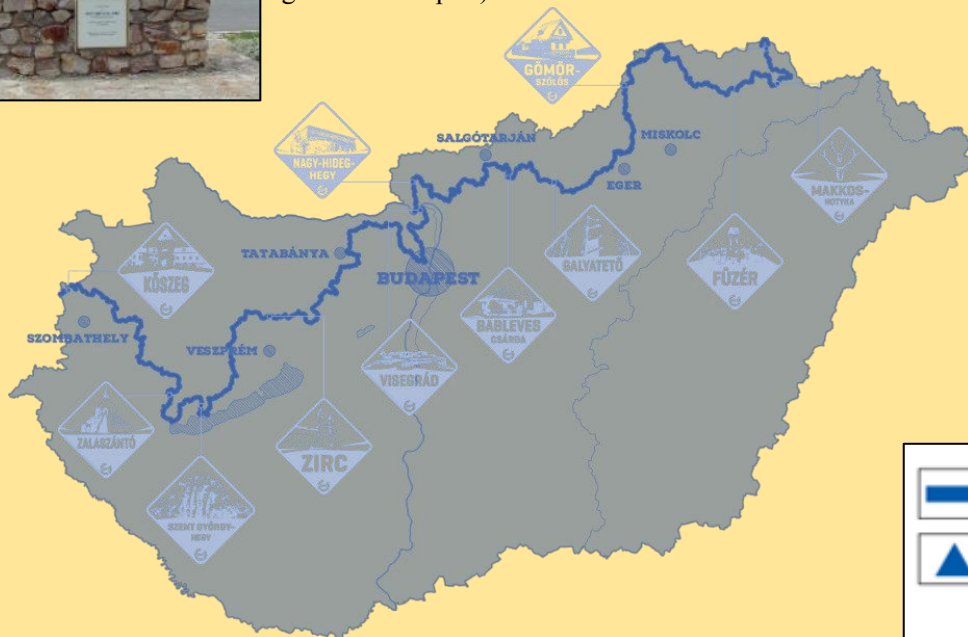 GÖMÖR-
SZŐLŐS
NAGY-HIDEG-
HEGY
SALGÓTARJÁN
MISKOLC
EGER
MAKKOS-
HOTYKA
TATABÁNYA
KŐSZEG
BUDAPEST
GALYATETŐ
FÜZÉR
BABLEVES
CSÁRDA
SZOMBATHELY
VESZPRÉM
VISEGRÁD
ZALASZÁNTÓ
ZIRC
SZENT GYÖRGY-
HEGY